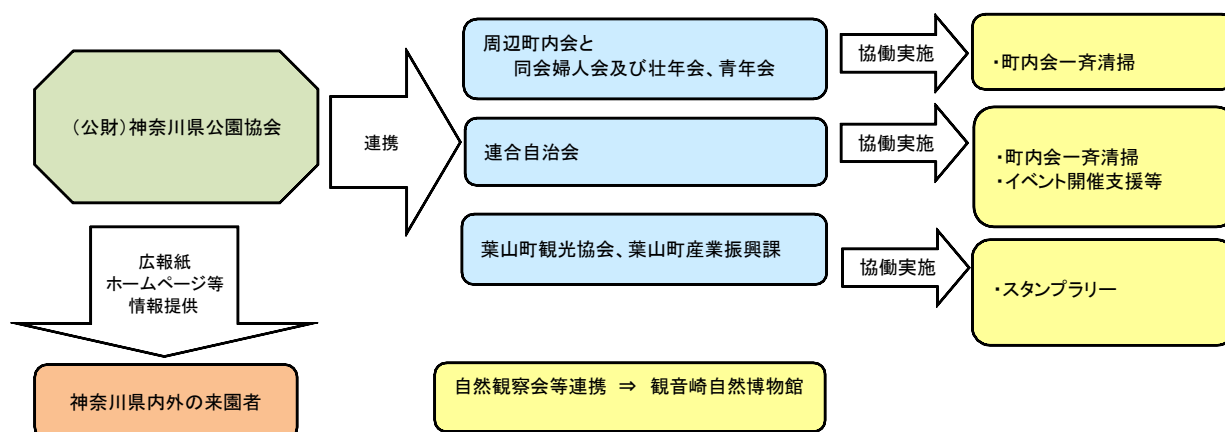 周辺町内会と
同会婦人会及び壮年会、青年会
協働実施
・町内会一斉清掃
（公財）神奈川県公園協会
連携
連合自治会
協働実施
・町内会一斉清掃
・イベント開催支援等
葉山町観光協会、葉山町産業振興課
協働実施
・スタンプラリー
広報紙
ホームページ等
情報提供
神奈川県内外の来園者
自然観察会等連携 ⇒ 観音崎自然博物館